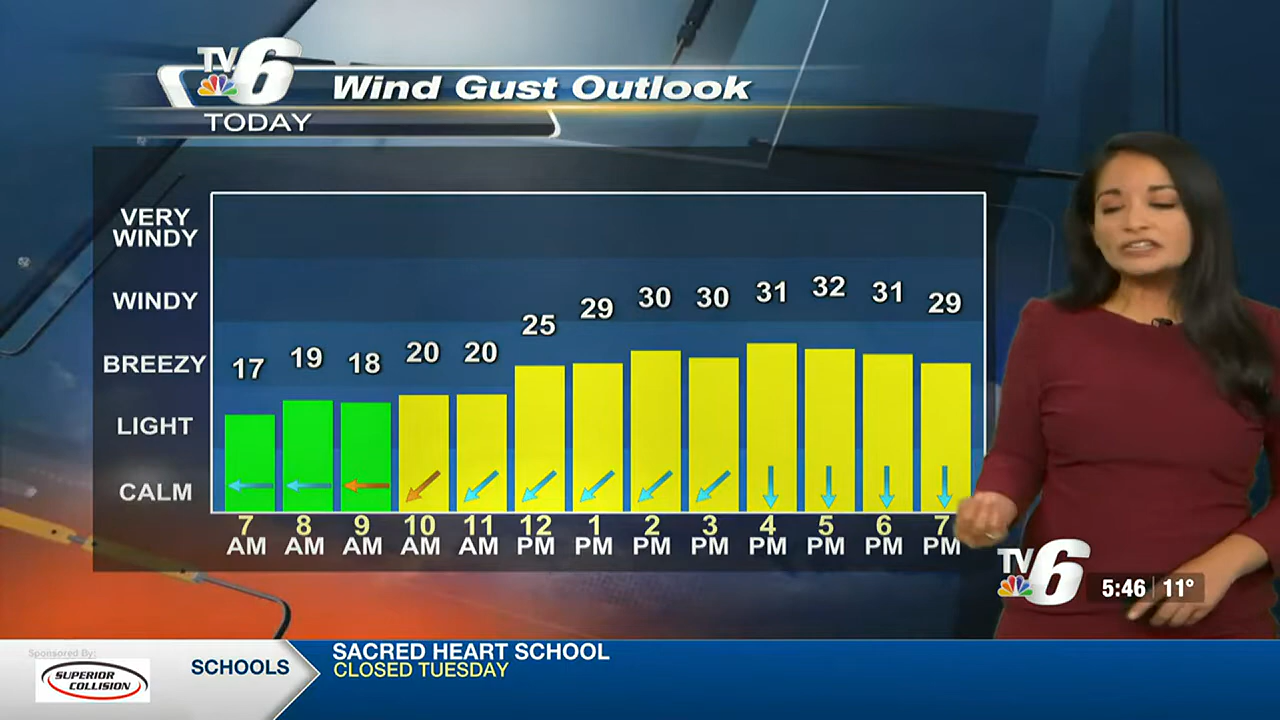 TV6
Wind Gust Outlook
TODAY
VERY
WINDY
WINDY
BREEZY
LIGHT
CALM
17 19 18 20 20 25 29 30 30 31 32 31 29
7 8 9 10 11 12 1 2 3 4 5 6 7
AM AM AM AM AM PM PM PM PM PM PM PM PM
TV6
5:46 11°
Sponsored By:
SUPERIOR
COLLISION
SCHOOLS
SACRED HEART SCHOOL
CLOSED TUESDAY